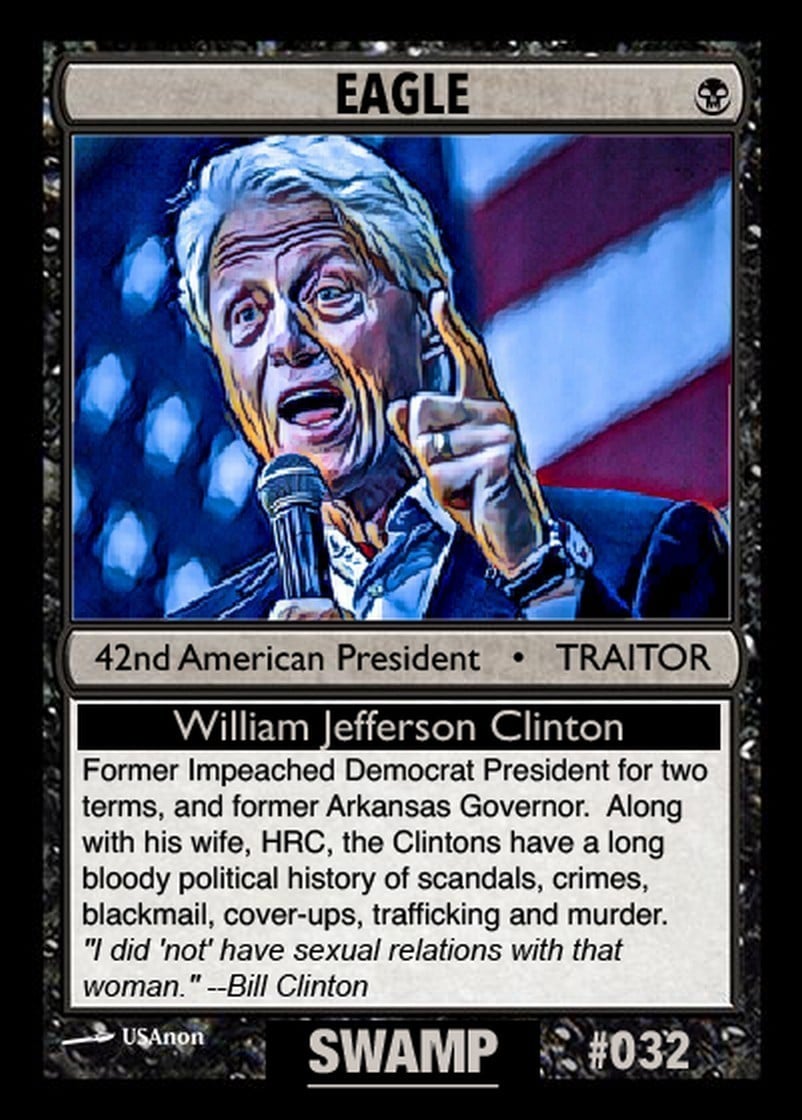 EAGLE
42nd American President • TRAITOR
William Jefferson Clinton
Former Impeached Democrat President for two
terms, and former Arkansas Governor. Along
with his wife, HRC, the Clintons have a long
bloody political history of scandals, crimes,
blackmail, cover-ups, trafficking and murder.
"I did 'not' have sexual relations with that
woman." --Bill Clinton
USAnon
SWAMP
#032